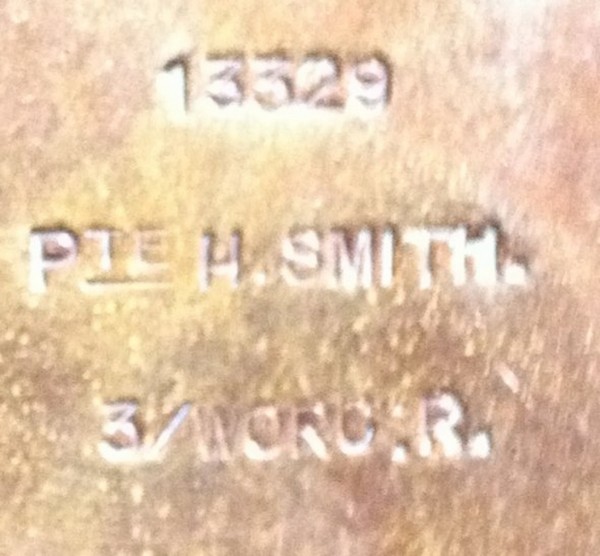 13329
PTE H. SMITH.
3/WORC.R.